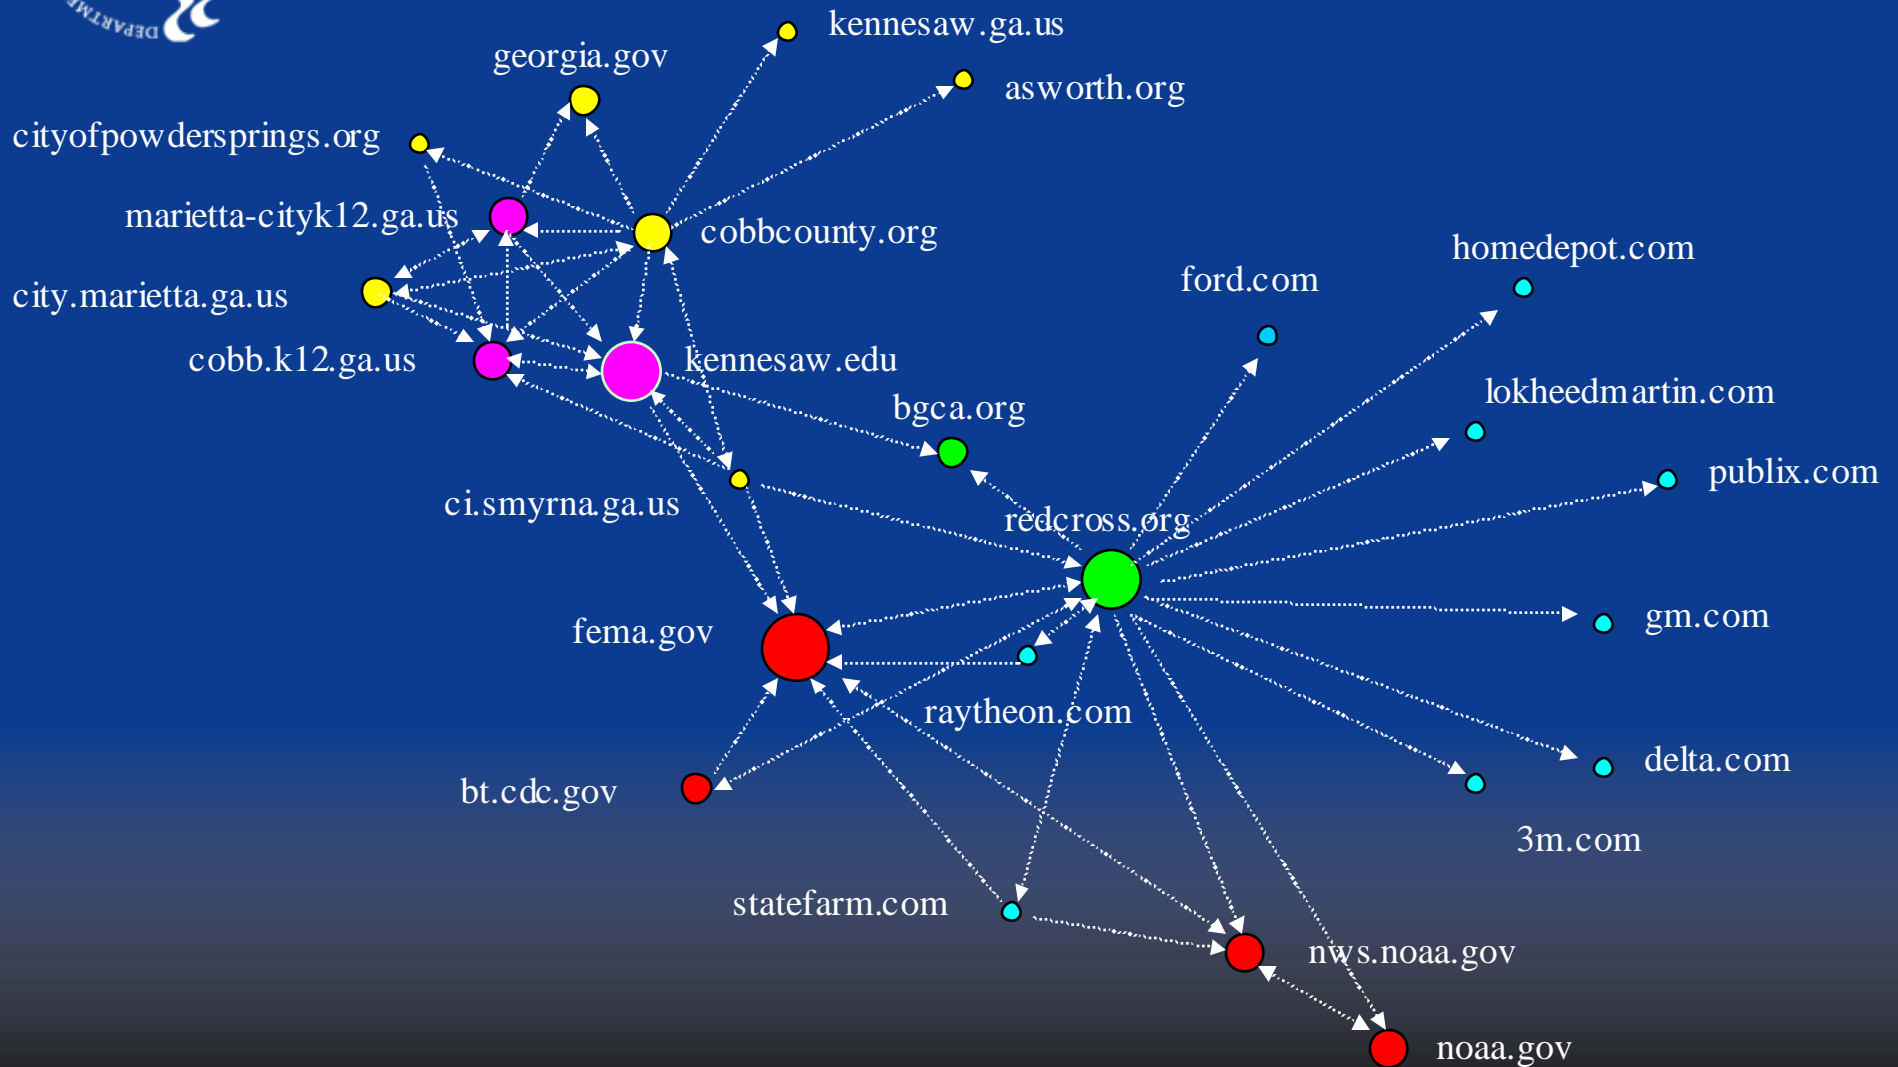 DEPARTM
kennesaw.ga.us
georgia.gov
asworth.org
cityofpowdersprings.org
marietta-cityk12.ga.us
cobbcounty.org
homedepot.com
ford.com
city.marietta.ga.us
cobb.k12.ga.us
kennesaw.edu
lokheedmartin.com
bgca.org
publix.com
ci.smyrna.ga.us
redcross.org
gm.com
fema.gov
raytheon.com
delta.com
bt.cdc.gov
3m.com
statefarm.com
nws.noaa.gov
noaa.gov